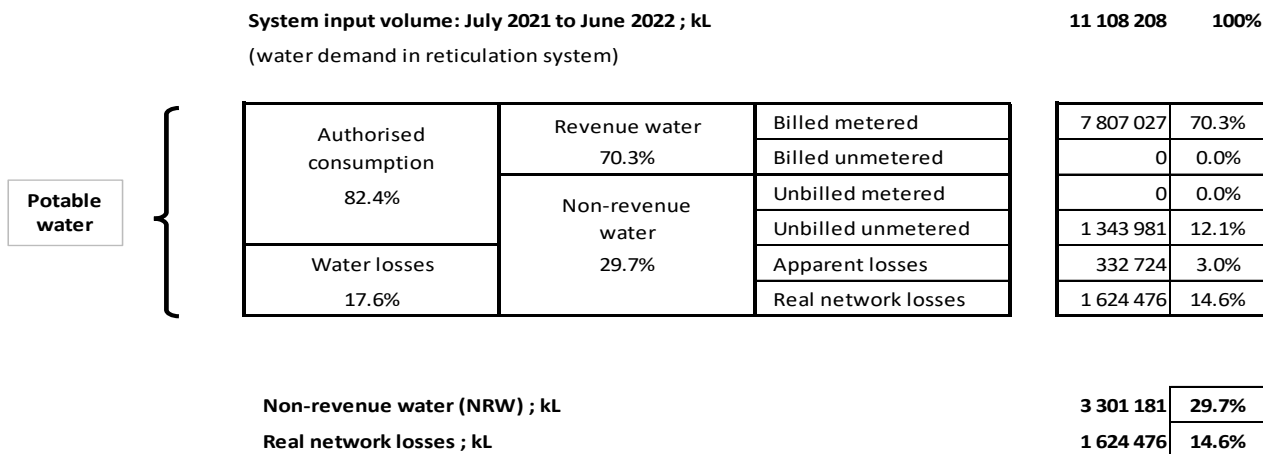 System input volume: July 2021 to June 2022 ; kL 11 108 208 100%
(water demand in reticulation system)
Potable
water
Authorised
consumption
82.4%
Water losses
17.6%
Revenue water
70.3%
Non-revenue
water
29.7%
Billed metered 7 807 027 70.3%
Billed unmetered 0 0.0%
Unbilled metered 0 0.0%
Unbilled unmetered 1 343 981 12.1%
Apparent losses 332 724 3.0%
Real network losses 1 624 476 14.6%
Non-revenue water (NRW) ; kL 3 301 181 29.7%
Real network losses ; kL 1 624 476 14.6%